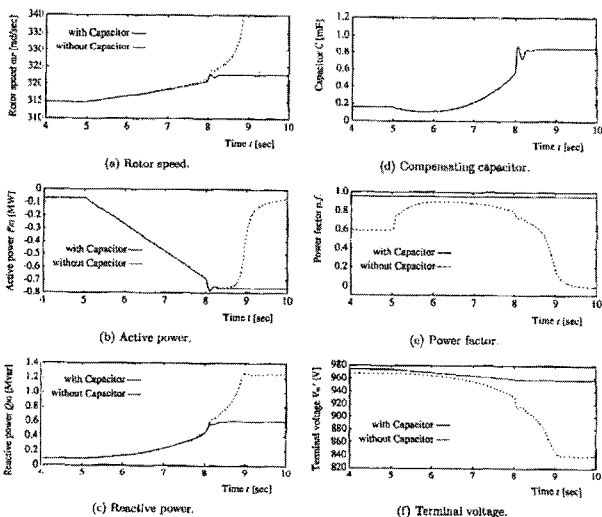 340
with Capacitor
without Capacitor
320
315
310
Rotor speed ωr [rad/sec]
4 5 6 7 8 9 10
Time t [sec]
(a) Rotor speed.
1.2
1.0
0.8
0.6
0.4
0.2
0
Capacitor C [mF]
4 5 6 7 8 9 10
Time t [sec]
(d) Compensating capacitor.
-0.1
-0.2
-0.3
-0.4
-0.5
-0.6
-0.7
-0.8
Active power
[MW]
with Capacitor
without Capacitor
4 5 6 7 8 9 10
Time t [sec]
(b) Active power.
1.0
0.8
0.6
0.4
0.2
0
Power factor p.f.
with Capacitor
without Capacitor
4 5 6 7 8 9 10
Time t [sec]
(e) Power factor.
1.4
1.2
1.0
0.8
0.6
0.4
0.2
0
Reactive power
[Mvar]
with Capacitor
without Capacitor
4 5 6 7 8 9 10
Time t [sec]
(c) Reactive power.
980
960
940
920
900
880
860
840
820
Terminal voltage
[V]
with Capacitor
without Capacitor
4 5 6 7 8 9 10
Time t [sec]
(f) Terminal voltage.